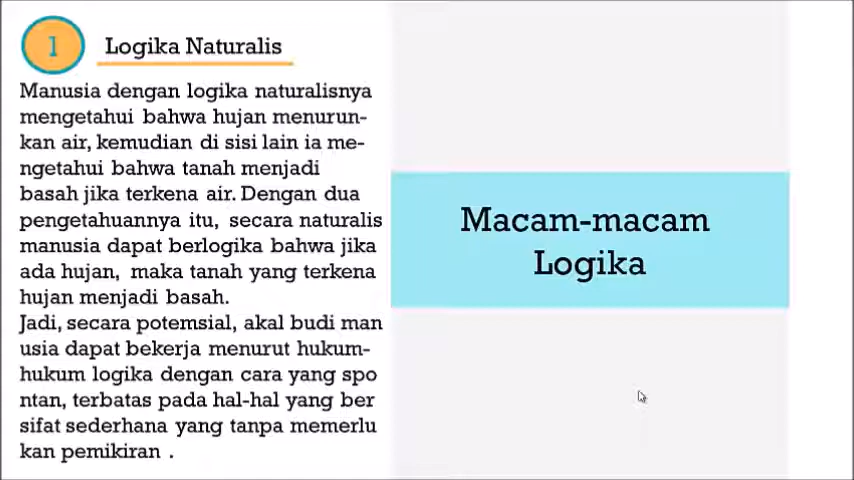 1
Logika Naturalis
Manusia dengan logika naturalisnya
mengetahui bahwa hujan menurun-
kan air, kemudian di sisi lain ia me-
ngetahui bahwa tanah menjadi
basah jika terkena air. Dengan dua
pengetahuannya itu, secara naturalis
manusia dapat berlogika bahwa jika
ada hujan, maka tanah yang terkena
hujan menjadi basah.
Jadi, secara potemsial, akal budi man
usia dapat bekerja menurut hukum-
hukum logika dengan cara yang spo
ntan, terbatas pada hal-hal yang ber
sifat sederhana yang tanpa memerlu
kan pemikiran .
Macam-macam
Logika